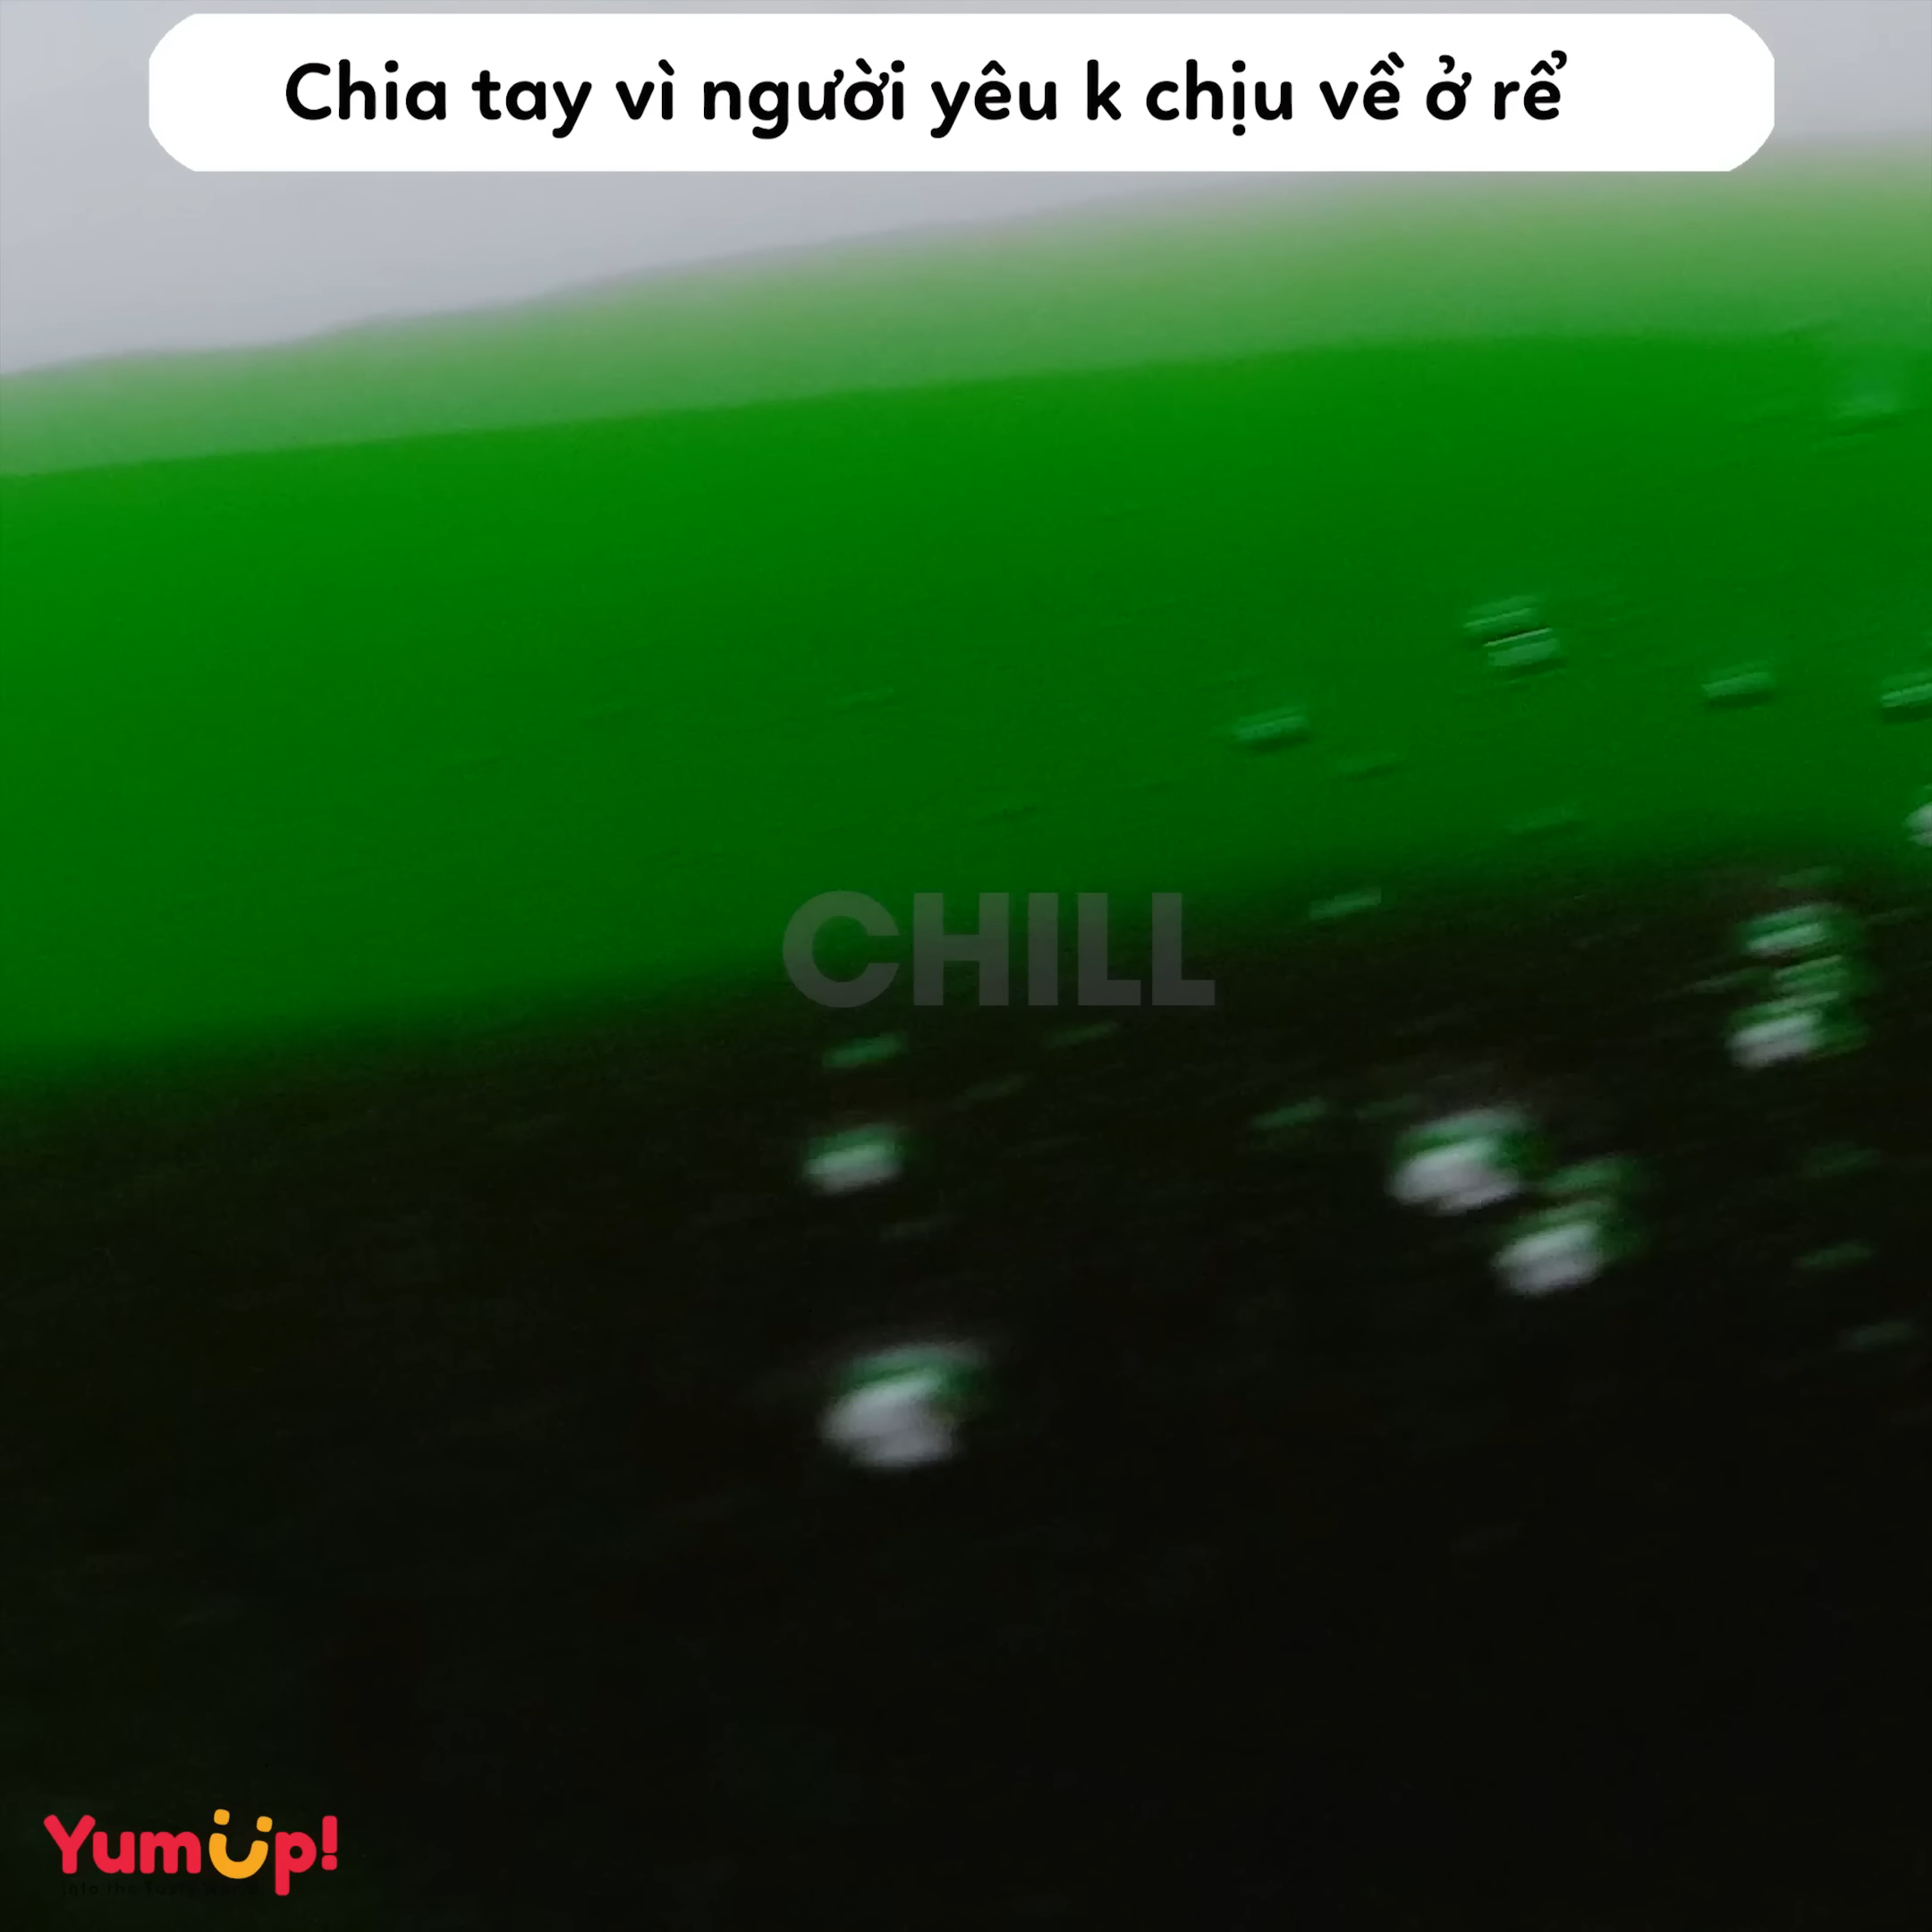 Chia tay vì người yêu k chịu về ở rể
CHILL
YumUp!